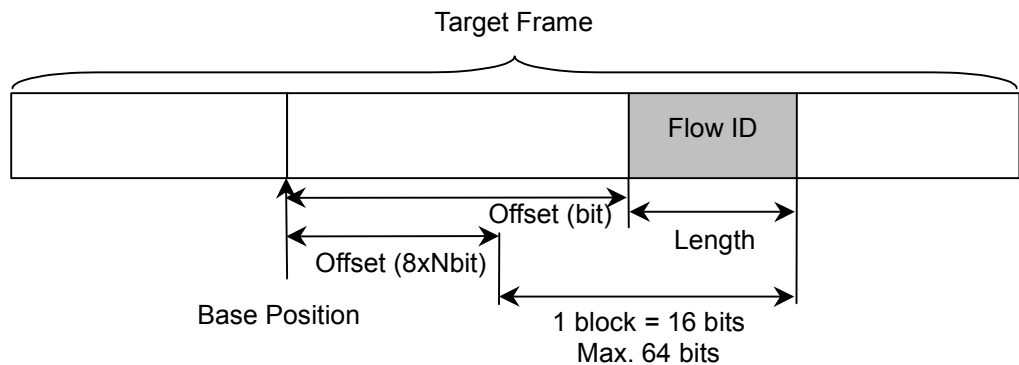 Target Frame
Flow ID
Offset (bit)
Length
Offset (8xNbit)
Base Position
1 block = 16 bits
Max. 64 bits